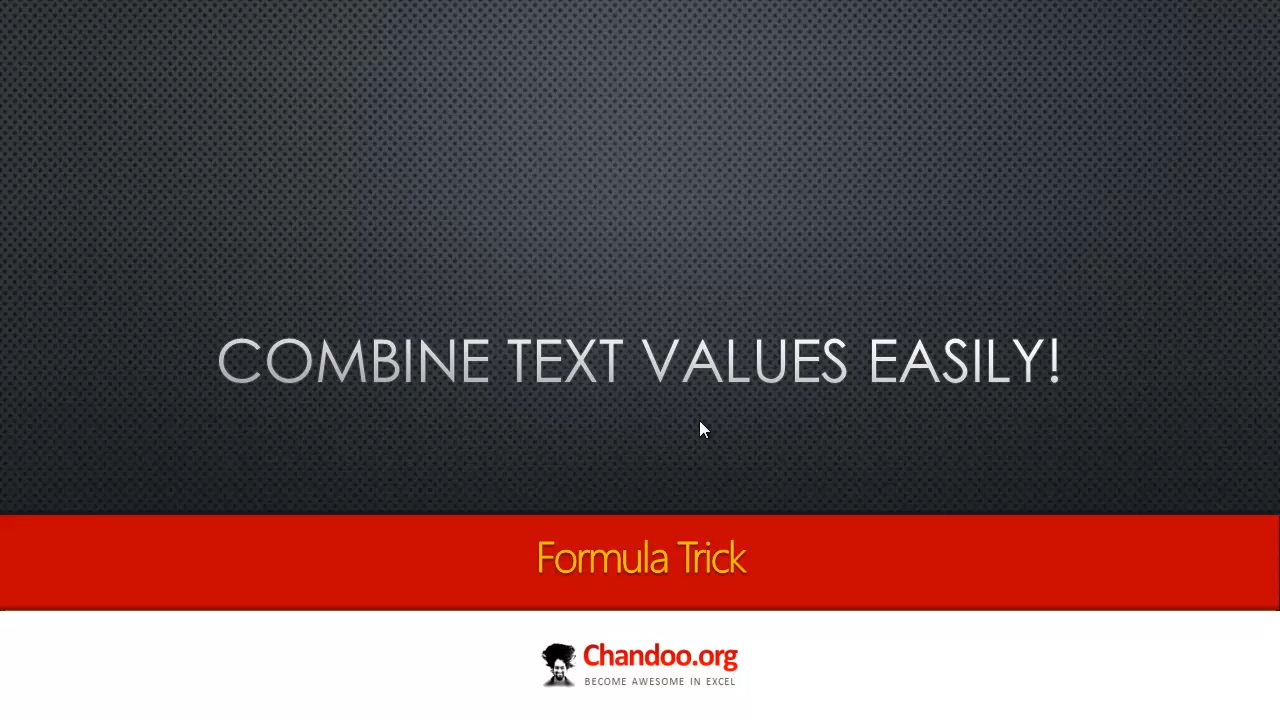 COMBINE TEXT VALUES EASILY!
Formula Trick
Chandoo.org
BECOME AWESOME IN EXCEL